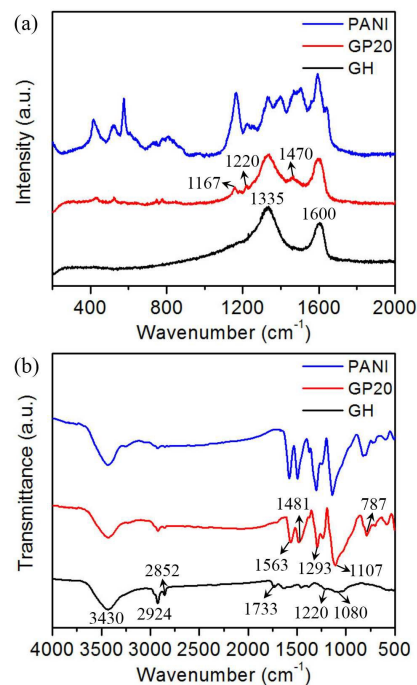 (a)
PANI
GP20
GH
Intensity (a.u.)
1167
1220
1470
1335
1600
200 400 800 1200 1600 2000
Wavenumber (cm⁻¹)
(b)
PANI
GP20
GH
Transmittance (a.u.)
1481
787
1563
1293
1107
2852
3430
2924
1733
1220
1080
4000 3500 3000 2500 2000 1500 1000 500
Wavenumber (cm⁻¹)